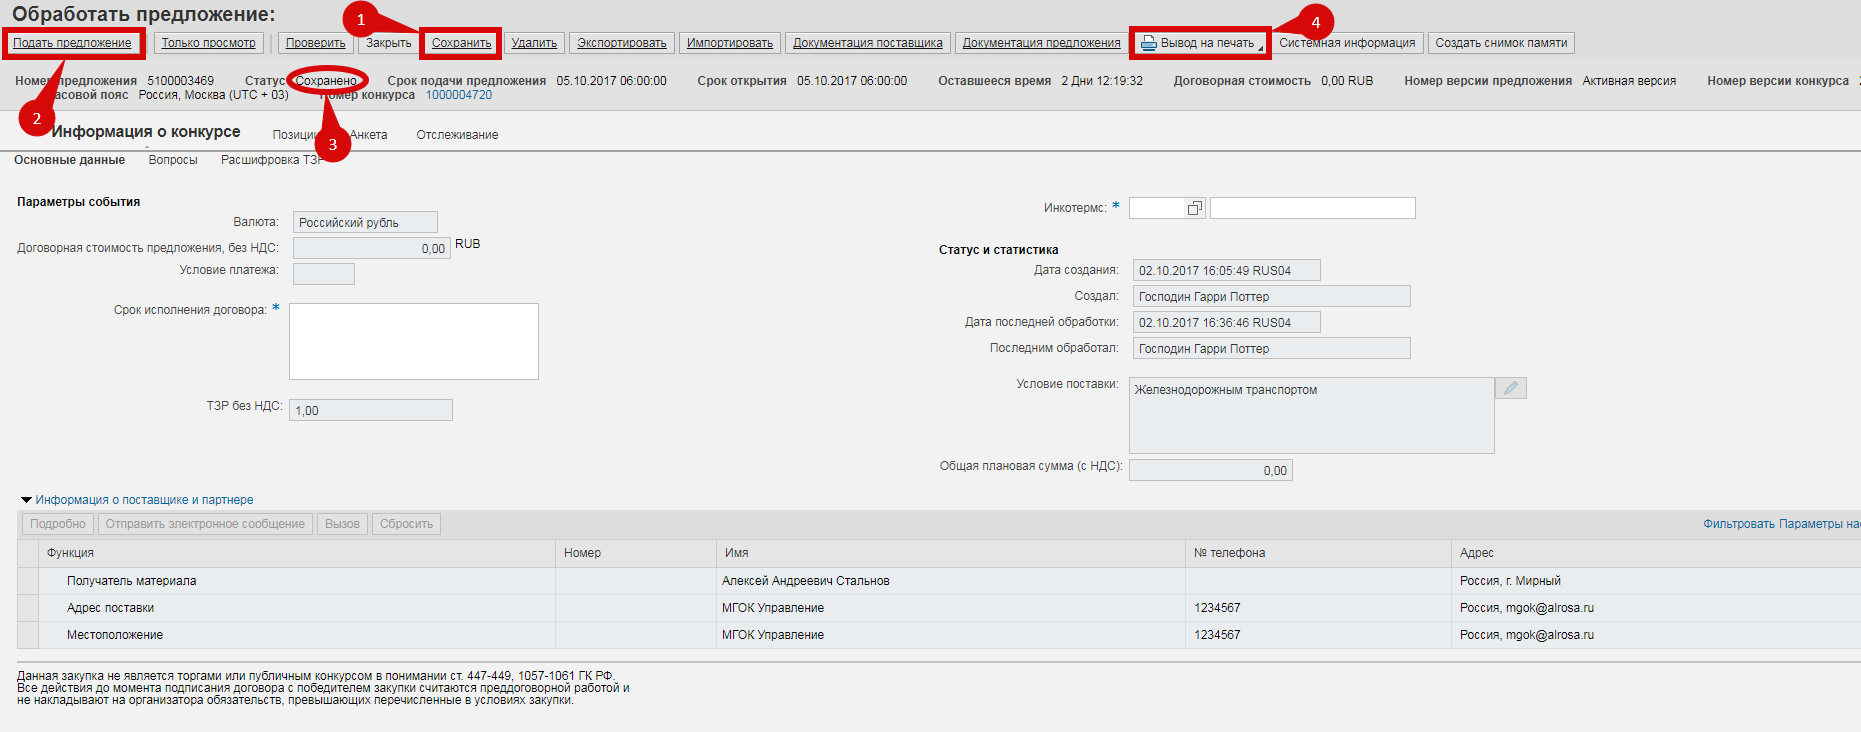 Обработать предложение:
1
4
Подать предложение Только просмотр Проверить Закрыть Сохранить Удалить Экспортировать Импортировать Документация поставщика Документация предложения Вывод на печать Системная информация Создать снимок памяти
Номер предложения 5100003469 Статус Сохранено Срок подачи предложения 05.10.2017 06:00:00 Срок открытия 05.10.2017 06:00:00 Оставшееся время 2 Дни 12:19:32 Договорная стоимость 0,00 RUB Номер версии предложения Активная версия Номер версии конкурса
пояс Россия, Москва (UTC + 03) конкурса 1000004720
2
3
Информация о конкурсе Анкета Отслеживание
Основные данные Вопросы Расшифровка ТЗР
Параметры события
Валюта: Российский рубль
Договорная стоимость предложения, без НДС: 0,00 RUB
Условие платежа:
Срок исполнения договора: *
ТЗР без НДС: 1,00
Инкотермс: *
Статус и статистика
Дата создания: 02.10.2017 16:05:49 RUS04
Создал: Господин Гарри Поттер
Дата последней обработки: 02.10.2017 16:36:46 RUS04
Последним обработал: Господин Гарри Поттер
Условие поставки: Железнодорожным транспортом
Общая плановая сумма (с НДС): 0,00
Информация о поставщике и партнере
Подробно Отправить электронное сообщение Вызов Сбросить Фильтровать Параметры
Функция Номер Имя № телефона Адрес
Получатель материала Алексей Андреевич Стальнов Россия, г. Мирный
Адрес поставки МГОК Управление 1234567 Россия, mgok@alrosa.ru
Местоположение МГОК Управление 1234567 Россия, mgok@alrosa.ru
Данная закупка не является торгами или публичным конкурсом в понимании ст. 447-449, 1057-1061 ГК РФ.
Все действия до момента подписания договора с победителем закупки считаются преддоговорной работой и
не накладывают на организатора обязательств, превышающих перечисленные в условиях закупки.